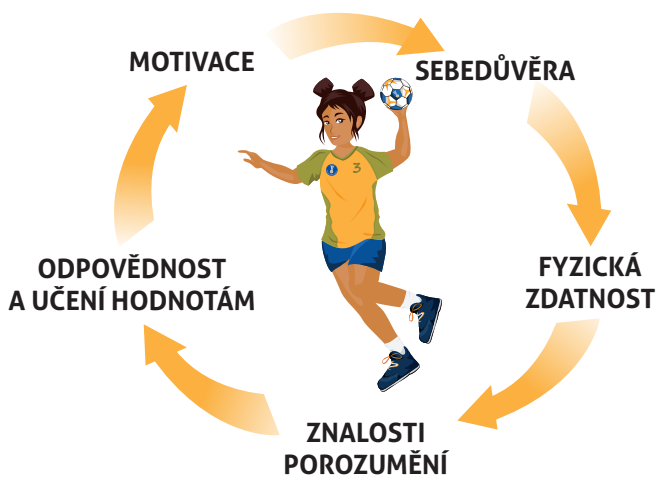 MOTIVACE
SEBEDŮVĚRA
3
FYZICKÁ
ZDATNOST
ZNALOSTI
POROZUMĚNÍ
ODPOVĚDNOST
A UČENÍ HODNOTÁM